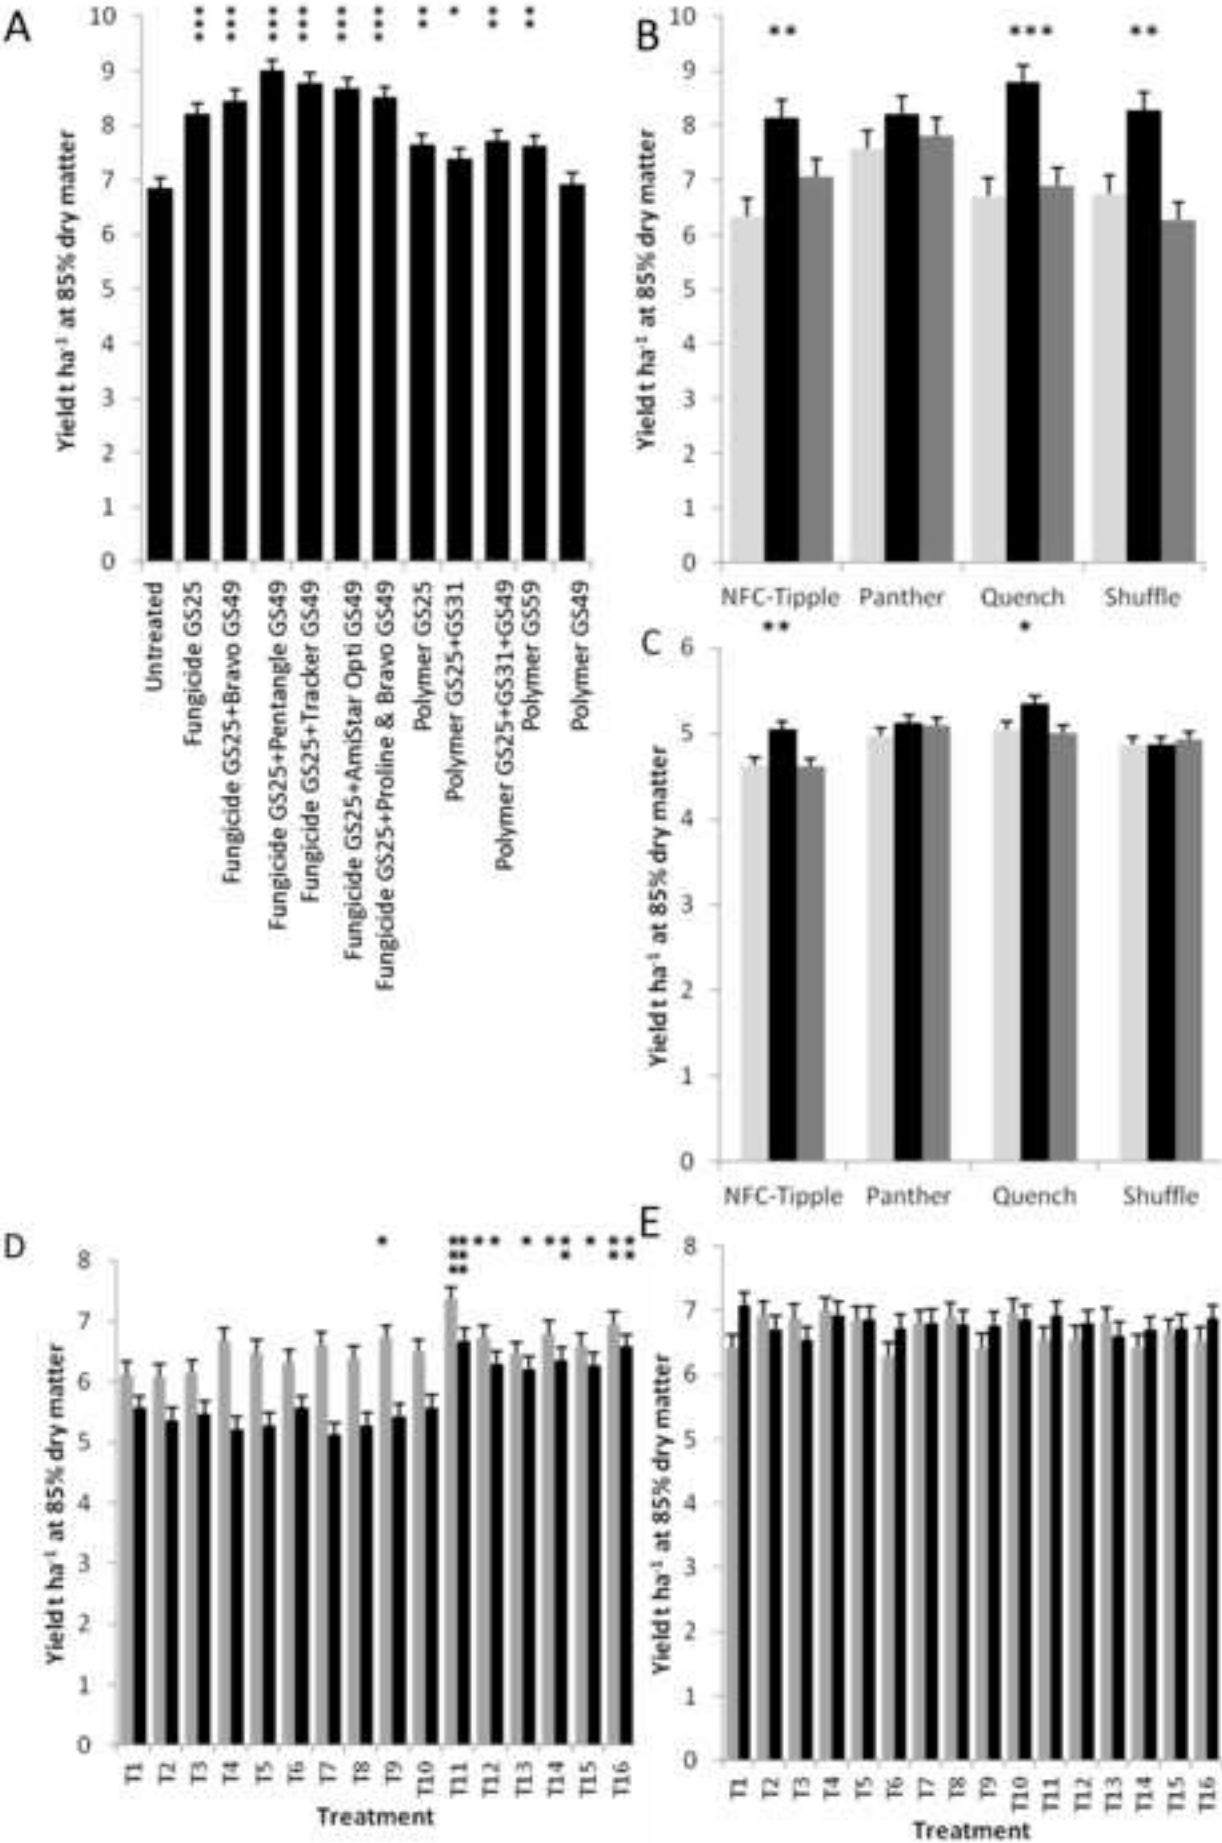 A
***
***
***
***
***
***
**
*
**
**
Yield t ha-1 at 85% dry matter
10
9
8
7
6
5
4
3
2
1
0
Untreated
Fungicide GS25
Fungicide GS25+Bravo GS49
Fungicide GS25+Pentangle GS49
Fungicide GS25+Tracker GS49
Fungicide GS25+AmiStar Opti GS49
Fungicide GS25+Proline & Bravo GS49
Polymer GS25
Polymer GS25+GS31
Polymer GS25+GS31+GS49
Polymer GS59
Polymer GS49
B
**
***
**
Yield t ha-1 at 85% dry matter
10
9
8
7
6
5
4
3
2
1
0
NFC-Tipple Panther Quench Shuffle
C
**
*
Yield t ha-1 at 85% dry matter
6
5
4
3
2
1
0
NFC-Tipple Panther Quench Shuffle
D
*
***
***
*
*
*
*
**
*
**
**
Yield t ha-1 at 85% dry matter
8
7
6
5
4
3
2
1
0
T1 T2 T3 T4 T5 T6 T7 T8 T9 T10 T11 T12 T13 T14 T15 T16
Treatment
E
Yield t ha-1 at 85% dry matter
8
7
6
5
4
3
2
1
0
T1 T2 T3 T4 T5 T6 T7 T8 T9 T10 T11 T12 T13 T14 T15 T16
Treatment